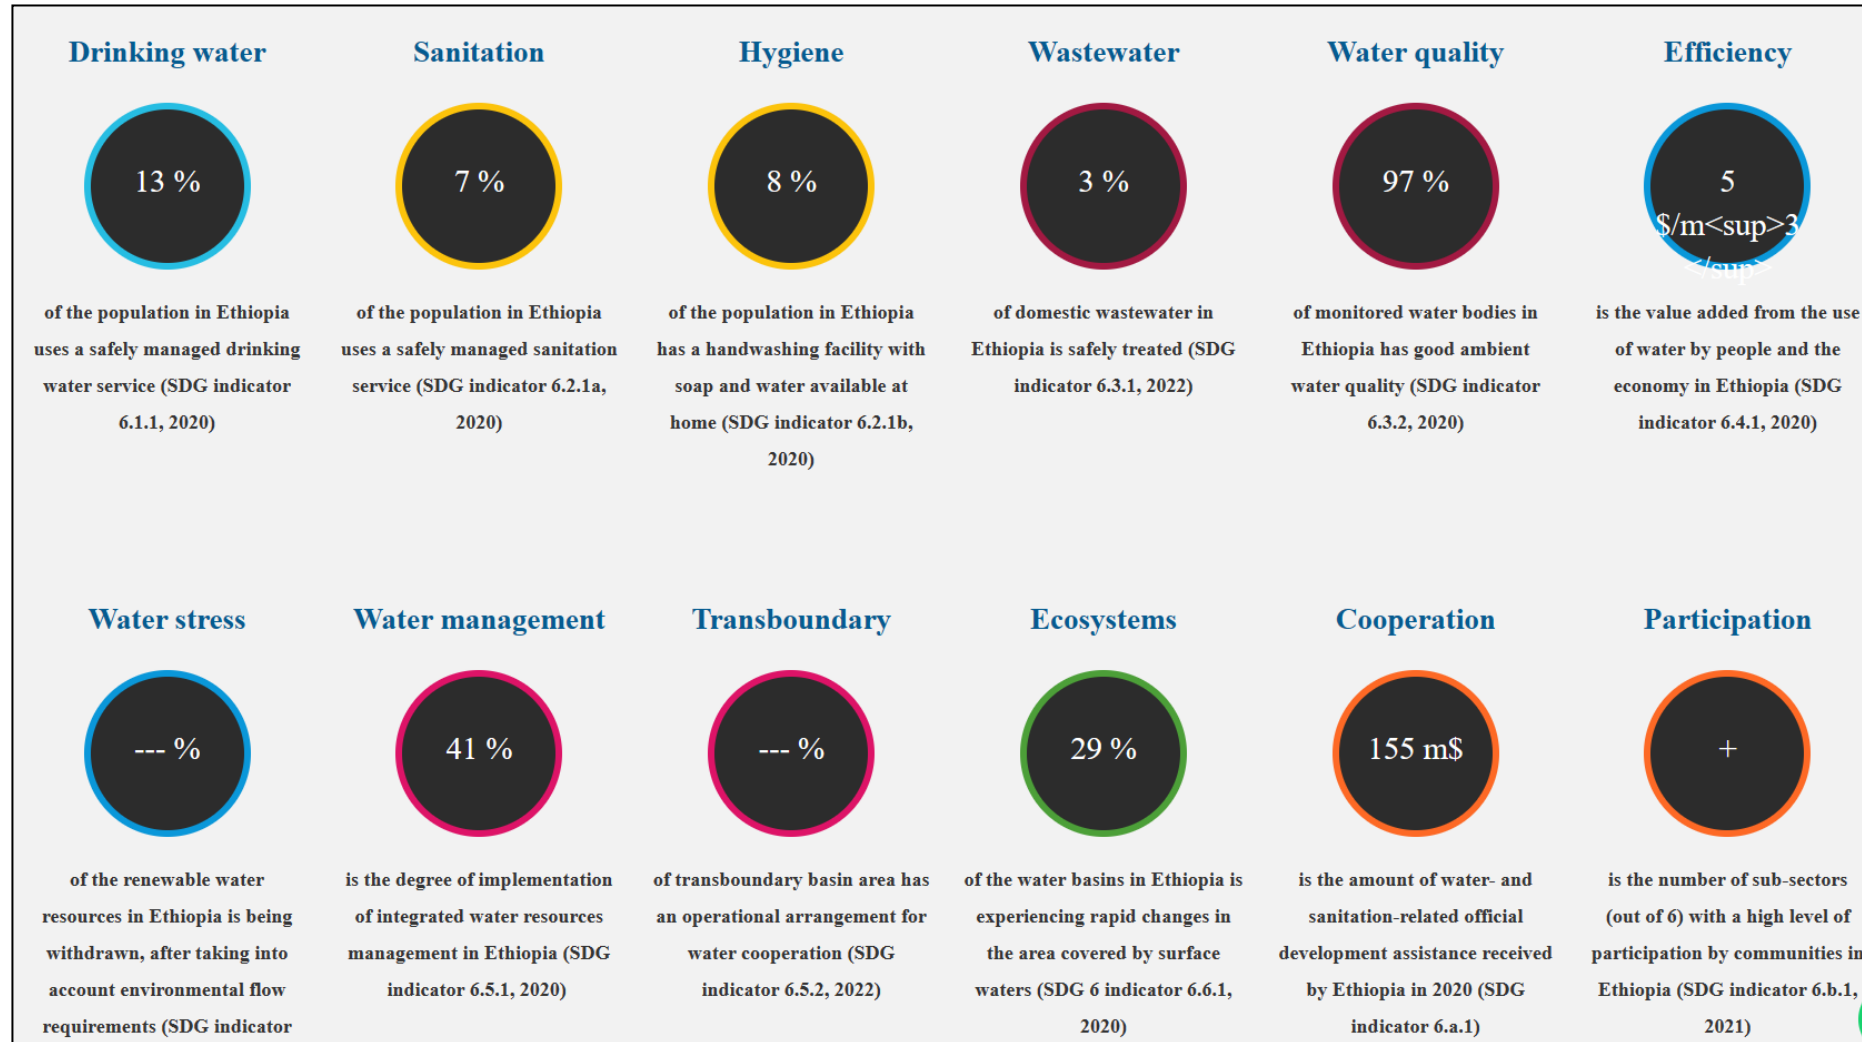 Drinking water
13 %
of the population in Ethiopia
uses a safely managed drinking
water service (SDG indicator
6.1.1, 2020)
Sanitation
7 %
of the population in Ethiopia
uses a safely managed sanitation
service (SDG indicator 6.2.1a,
2020)
Hygiene
8 %
of the population in Ethiopia
has a handwashing facility with
soap and water available at
home (SDG indicator 6.2.1b,
2020)
Wastewater
3 %
of domestic wastewater in
Ethiopia is safely treated (SDG
indicator 6.3.1, 2022)
Water quality
97 %
of monitored water bodies in
Ethiopia has good ambient
water quality (SDG indicator
6.3.2, 2020)
Efficiency
5
$/m<sup>3
</sup>
is the value added from the use
of water by people and the
economy in Ethiopia (SDG
indicator 6.4.1, 2020)
Water stress
--- %
of the renewable water
resources in Ethiopia is being
withdrawn, after taking into
account environmental flow
requirements (SDG indicator
Water management
41 %
is the degree of implementation
of integrated water resources
management in Ethiopia (SDG
indicator 6.5.1, 2020)
Transboundary
--- %
of transboundary basin area has
an operational arrangement for
water cooperation (SDG
indicator 6.5.2, 2022)
Ecosystems
29 %
of the water basins in Ethiopia is
experiencing rapid changes in
the area covered by surface
waters (SDG 6 indicator 6.6.1,
2020)
Cooperation
155 m$
is the amount of water- and
sanitation-related official
development assistance received
by Ethiopia in 2020 (SDG
indicator 6.a.1)
Participation
+
is the number of sub-sectors
(out of 6) with a high level of
participation by communities in
Ethiopia (SDG indicator 6.b.1,
2021)